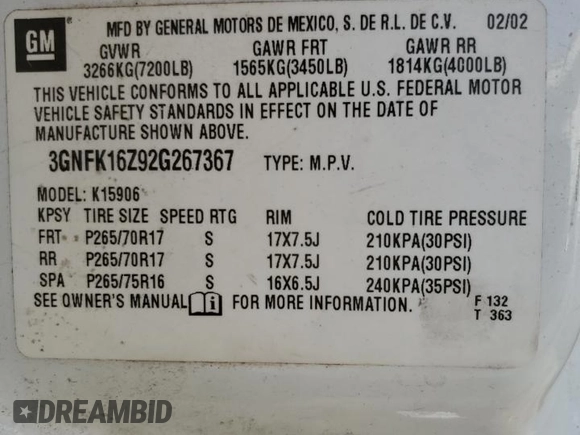 GM
MFD BY GENERAL MOTORS DE MEXICO, S. DE R.L. DE C.V. 02/02
GVWR GAWR FRT GAWR RR
3266KG(7200LB) 1565KG(3450LB) 1814KG(4000LB)
THIS VEHICLE CONFORMS TO ALL APPLICABLE U.S. FEDERAL MOTOR
VEHICLE SAFETY STANDARDS IN EFFECT ON THE DATE OF
MANUFACTURE SHOWN ABOVE.
3GNFK16Z92G267367 TYPE: M.P.V.
MODEL: K15906
KPSY TIRE SIZE SPEED RTG RIM COLD TIRE PRESSURE
FRT P265/70R17 S 17X7.5J 210KPA(30PSI)
RR P265/70R17 S 17X7.5J 210KPA(30PSI)
SPA P265/75R16 S 16X6.5J 240KPA(35PSI)
SEE OWNER'S MANUAL FOR MORE INFORMATION.
F 132
T 363
DREAMBID